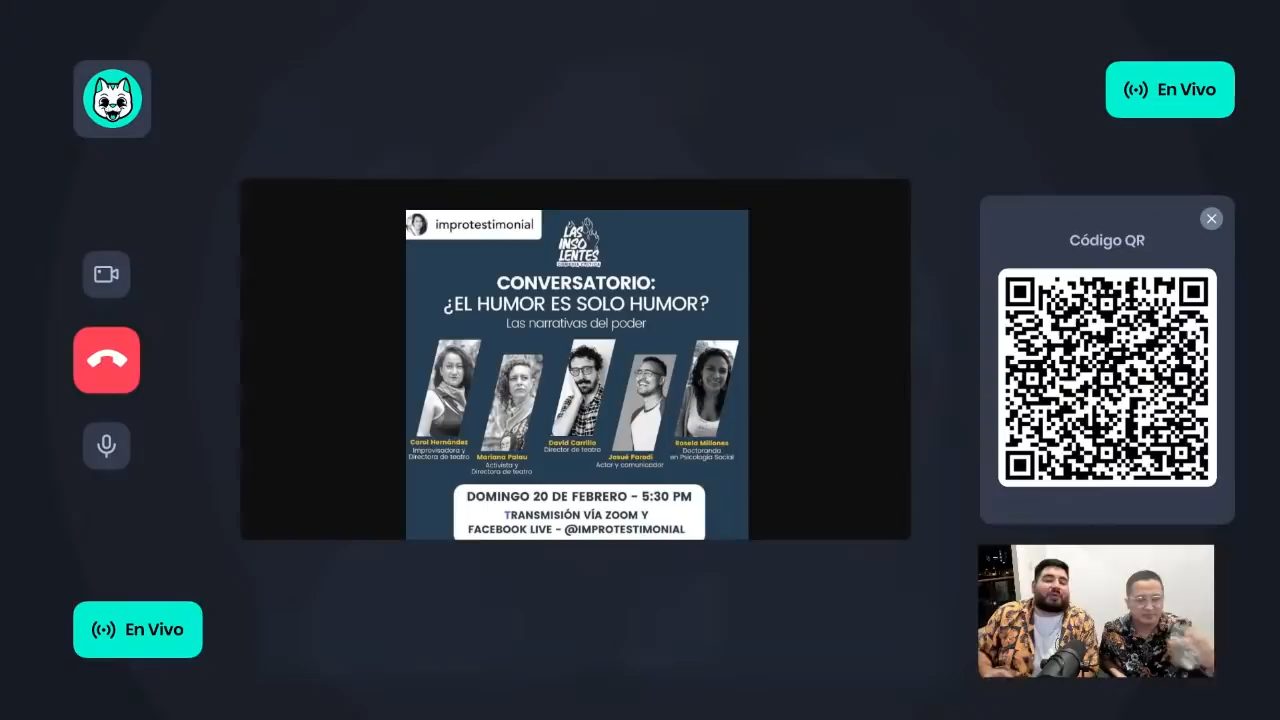 En Vivo
improtestimonial
LAS
INSO
LENTES
CONVERSATORIO:
¿EL HUMOR ES SOLO HUMOR?
Las narrativas del poder
Código QR
Carol Hernández
Improvisadora y
Directora de teatro
Mariana Palau
Activista y
Directora de teatro
David Carrillo
Director de teatro
Josué Parodi
Actor y comunicador
Rosela Millones
Doctoranda
en Psicología Social
DOMINGO 20 DE FEBRERO - 5:30 PM
TRANSMISIÓN VÍA ZOOM Y
FACEBOOK LIVE - @IMPROTESTIMONIAL
En Vivo